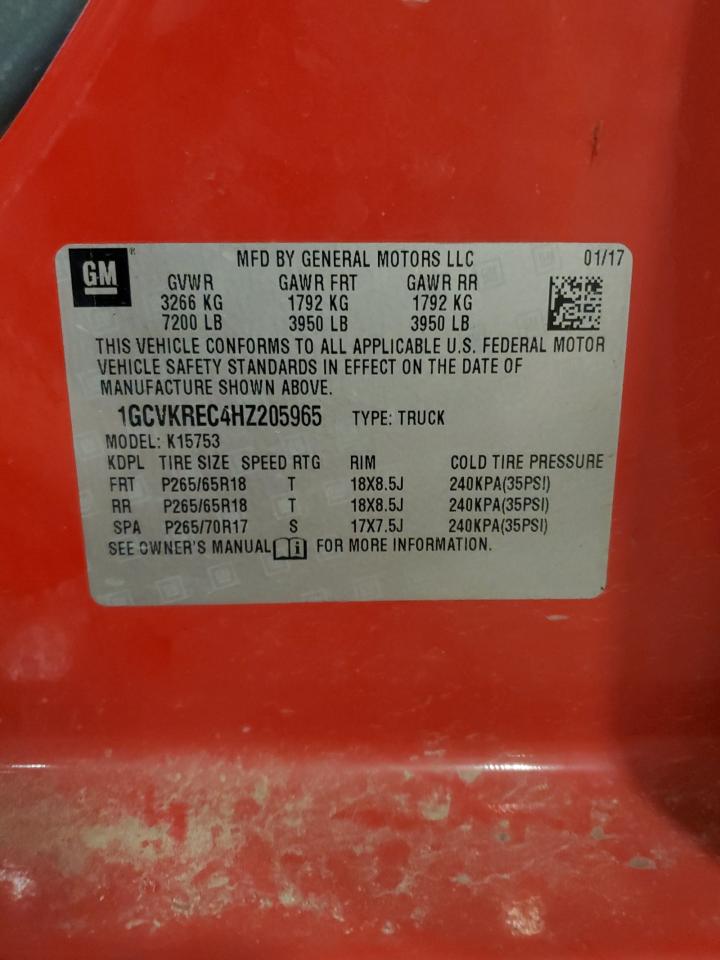 GM ® MFD BY GENERAL MOTORS LLC 01/17
GVWR GAWR FRT GAWR RR
3266 KG 1792 KG 1792 KG
7200 LB 3950 LB 3950 LB
THIS VEHICLE CONFORMS TO ALL APPLICABLE U.S. FEDERAL MOTOR
VEHICLE SAFETY STANDARDS IN EFFECT ON THE DATE OF
MANUFACTURE SHOWN ABOVE.
1GCVKREC4HZ205965 TYPE: TRUCK
MODEL: K15753
KDPL TIRE SIZE SPEED RTG RIM COLD TIRE PRESSURE
FRT P265/65R18 T 18X8.5J 240KPA(35PSI)
RR P265/65R18 T 18X8.5J 240KPA(35PSI)
SPA P265/70R17 S 17X7.5J 240KPA(35PSI)
SEE OWNER'S MANUAL i FOR MORE INFORMATION.